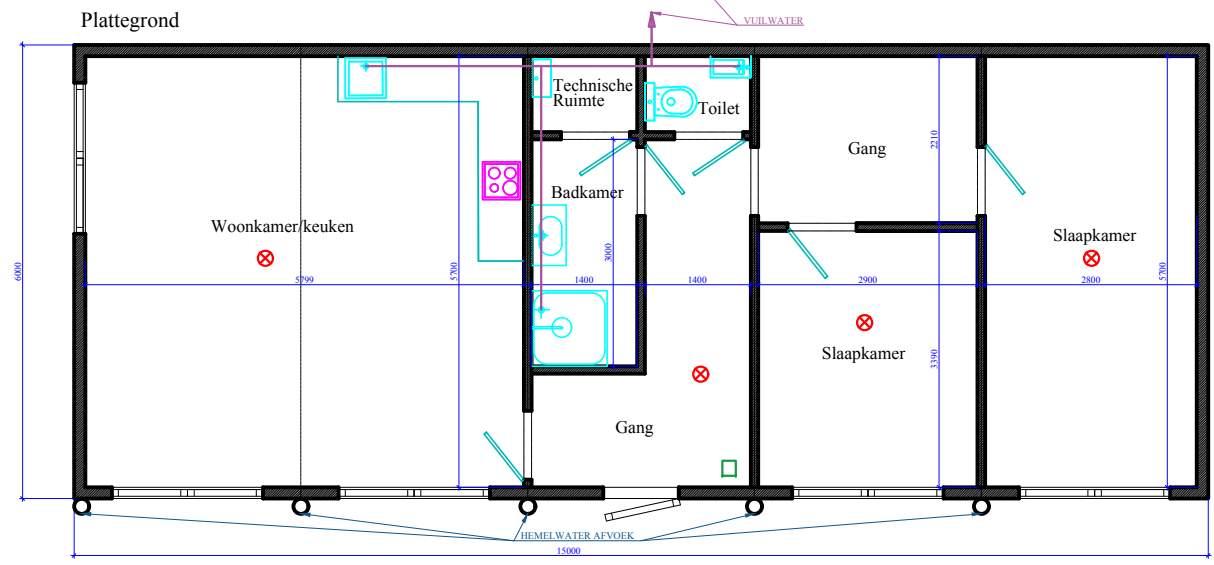 Plattegrond
VUILWATER
Technische
Ruimte
Toilet
Gang
2210
Badkamer
Woonkamer/keuken
Slaapkamer
6000
5700
3000
5700
5799
1400
1400
2900
2800
Slaapkamer
3390
Gang
HEMELWATER AFVOEK
15000